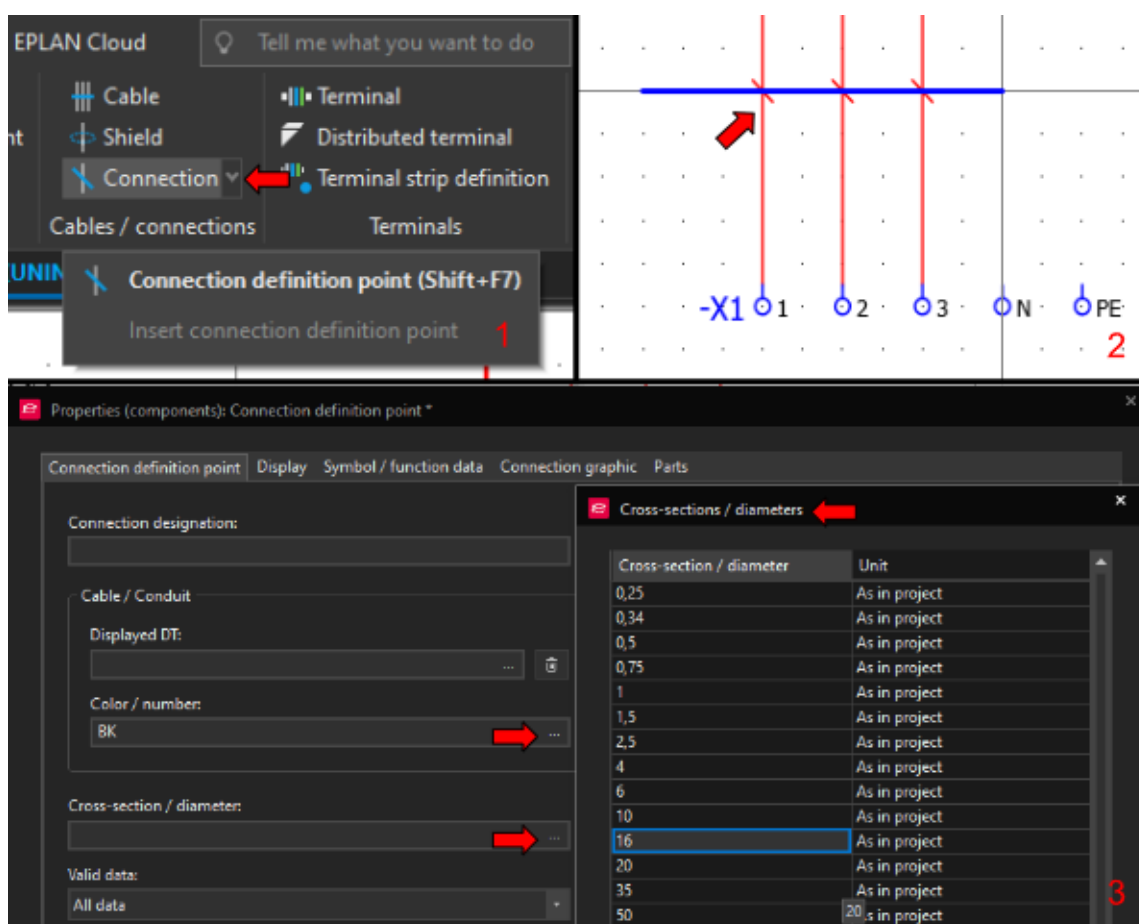 EPLAN Cloud
Tell me what you want to do
Cable
Terminal
nt
Shield
Distributed terminal
Connection
Terminal strip definition
Cables / connections
Terminals
UNIN
Connection definition point (Shift+F7)
Insert connection definition point
1
-X1 1 2 3 N PE
2
Properties (components): Connection definition point *
Connection definition point Display Symbol / function data Connection graphic Parts
Connection designation:
Cable / Conduit
Displayed DT:
...
Color / number:
BK ...
Cross-section / diameter:
...
Valid data:
All data
Cross-sections / diameters
Cross-section / diameter Unit
0,25 As in project
0,34 As in project
0,5 As in project
0,75 As in project
1 As in project
1,5 As in project
2,5 As in project
4 As in project
6 As in project
10 As in project
16 As in project
20 As in project
35 As in project
50 20 s in project
3